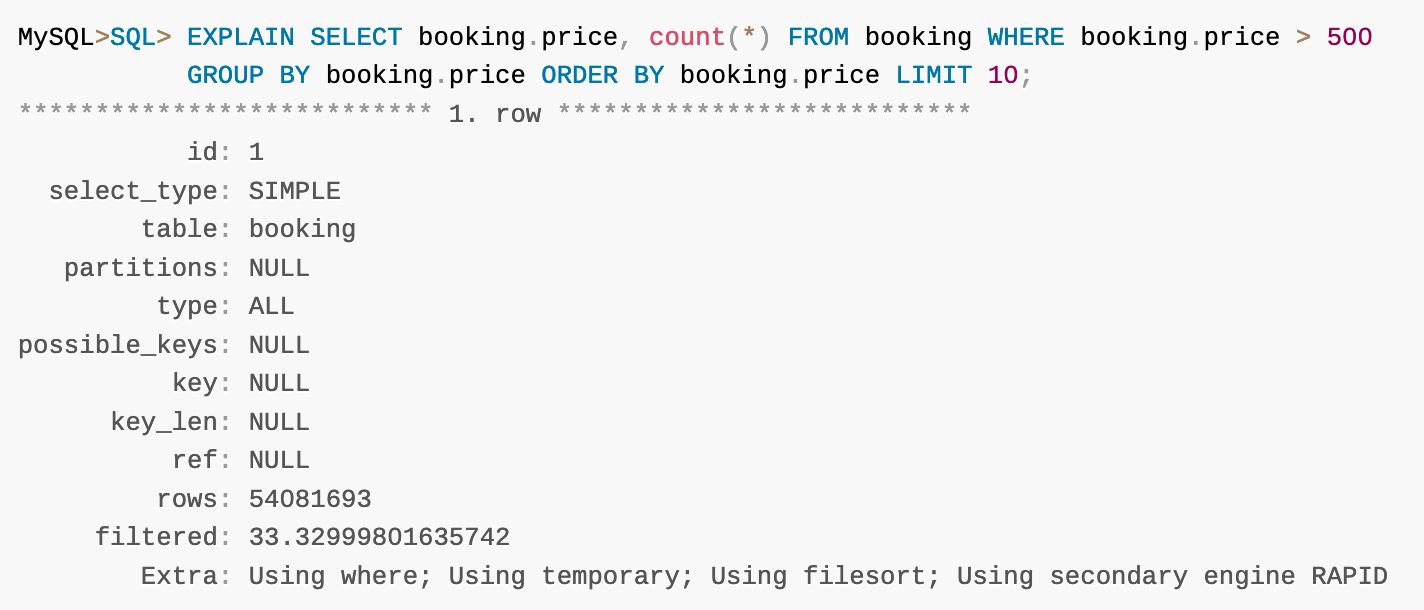 MySQL>SQL> EXPLAIN SELECT booking.price, count(*) FROM booking WHERE booking.price > 500
GROUP BY booking.price ORDER BY booking.price LIMIT 10;
*************************** 1. row ***************************
id: 1
select_type: SIMPLE
table: booking
partitions: NULL
type: ALL
possible_keys: NULL
key: NULL
key_len: NULL
ref: NULL
rows: 54081693
filtered: 33.32999801635742
Extra: Using where; Using temporary; Using filesort; Using secondary engine RAPID